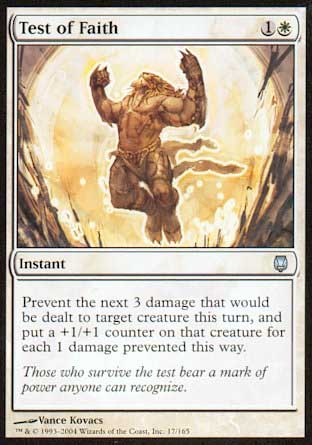 Test of Faith 1
Instant
Prevent the next 3 damage that would
be dealt to target creature this turn, and
put a +1/+1 counter on that creature for
each 1 damage prevented this way.
Those who survive the test bear a mark of
power anyone can recognize.
Vance Kovacs
™ & © 1993–2004 Wizards of the Coast, Inc. 17/165